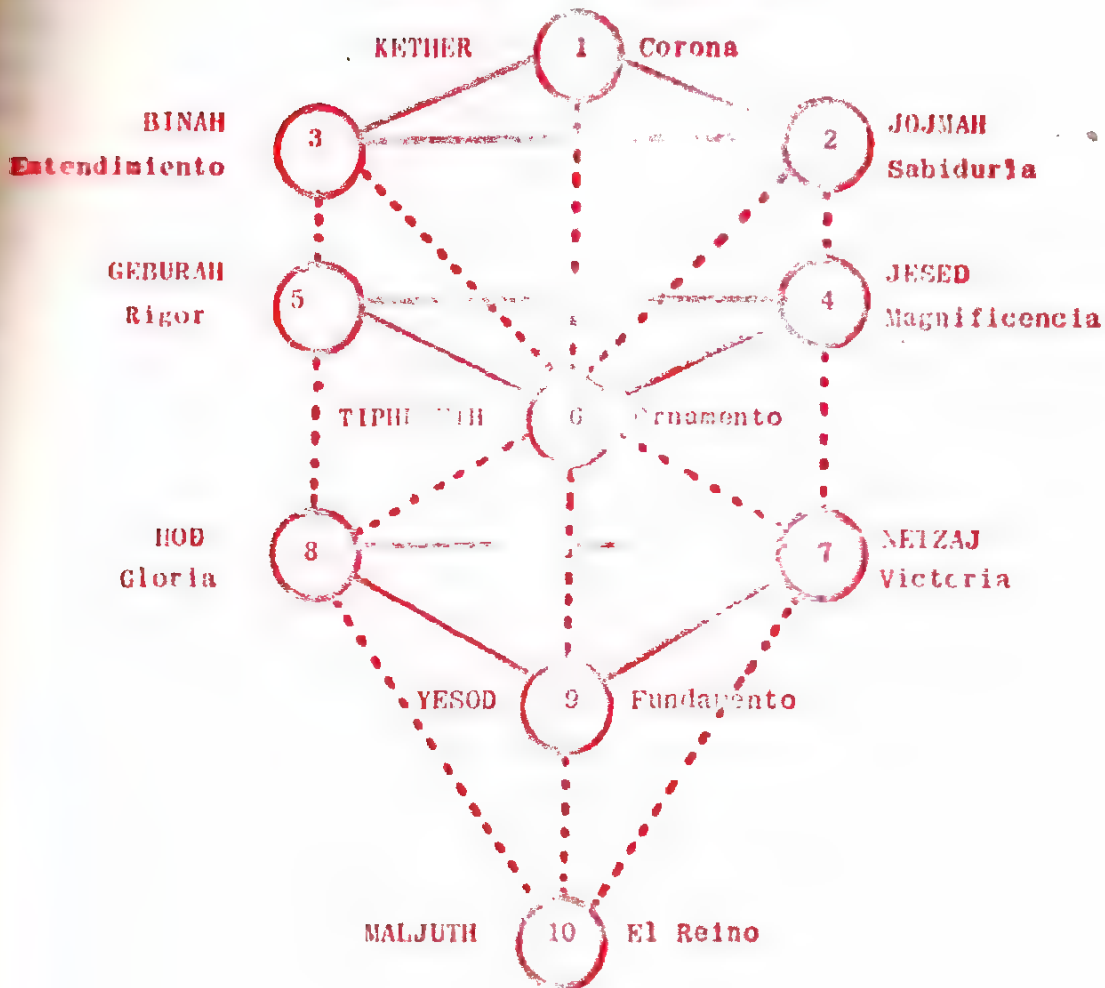 KETHER 1 Corona
BINAH 3 2 JOJMAH
Entendimiento Sabiduria
GEBURAH 5 4 JESED
Rigor Magnificencia
6
HOD 8 7 NETZAJ
Gloria Victoria
YESOD 9 Fundamento
MALJUTH 10 El Reino